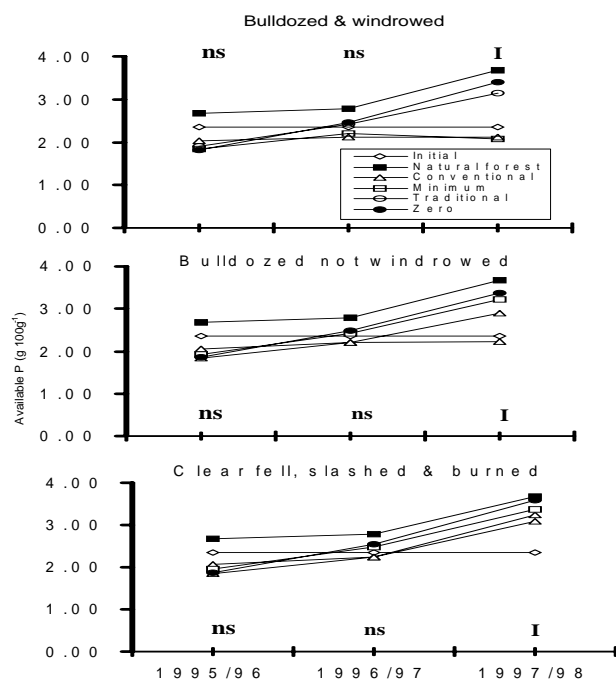 Bulldozed & windrowed
ns ns I
4.00
3.00
2.00
1.00
0.00
Initial
Natural forest
Conventional
Minimum
Traditional
Zero
Bulldozed not windrowed
4.00
3.00
2.00
1.00
0.00
ns ns I
Available P (g 100g⁻¹)
Clearfell, slashed & burned
4.00
3.00
2.00
1.00
0.00
ns ns I
1995/96 1996/97 1997/98